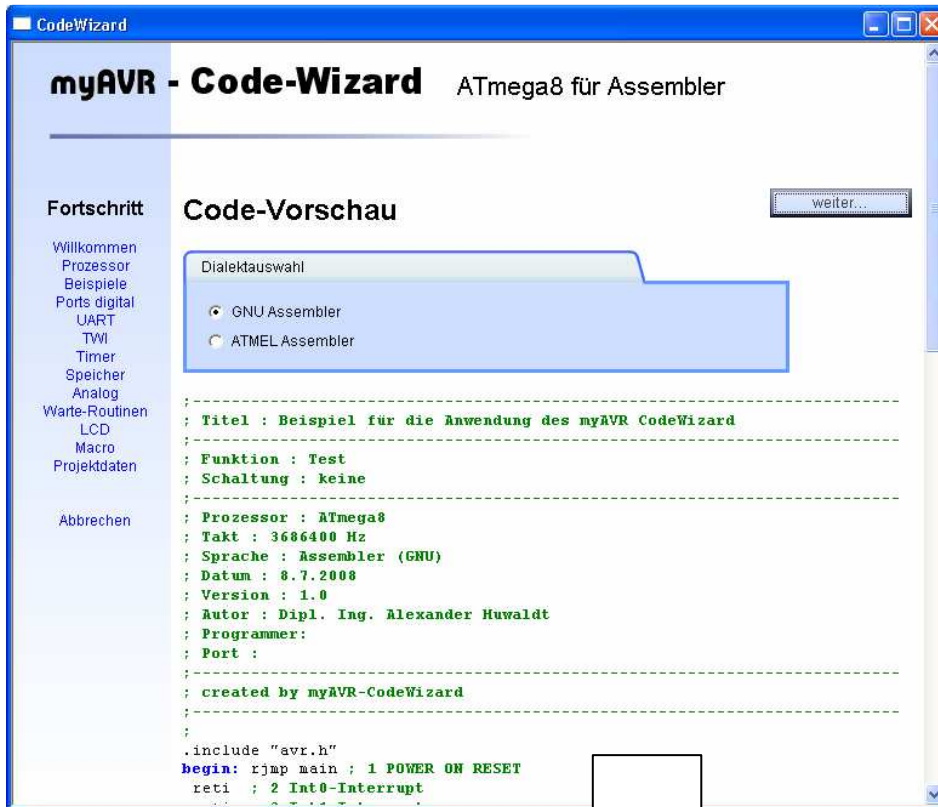 CodeWizard
myAVR - Code-Wizard ATmega8 für Assembler
Fortschritt
Willkommen
Prozessor
Beispiele
Ports digital
UART
TWI
Timer
Speicher
Analog
Warte-Routinen
LCD
Macro
Projektdaten
Abbrechen
Code-Vorschau
weiter...
Dialektauswahl
GNU Assembler
ATMEL Assembler
;------------------------------------------------------------------------
; Titel : Beispiel für die Anwendung des myAVR CodeWizard
;------------------------------------------------------------------------
; Funktion : Test
; Schaltung : keine
;------------------------------------------------------------------------
; Prozessor : ATmega8
; Takt : 3686400 Hz
; Sprache : Assembler (GNU)
; Datum : 8.7.2008
; Version : 1.0
; Autor : Dipl. Ing. Alexander Huwaldt
; Programmer:
; Port :
;------------------------------------------------------------------------
; created by myAVR-CodeWizard
;------------------------------------------------------------------------
;
.include "avr.h"
begin: rjmp main ; 1 POWER ON RESET
reti ; 2 Int0-Interrupt